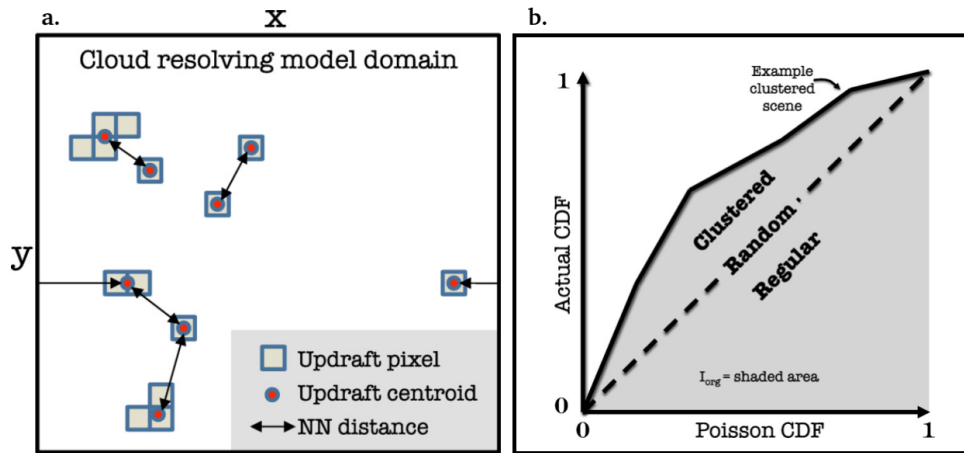 a.
x
Cloud resolving model domain
y
Updraft pixel
Updraft centroid
NN distance
b.
1
Example
clustered
scene
Actual CDF
Clustered
Random
Regular
Iorg = shaded area
0
0
Poisson CDF
1